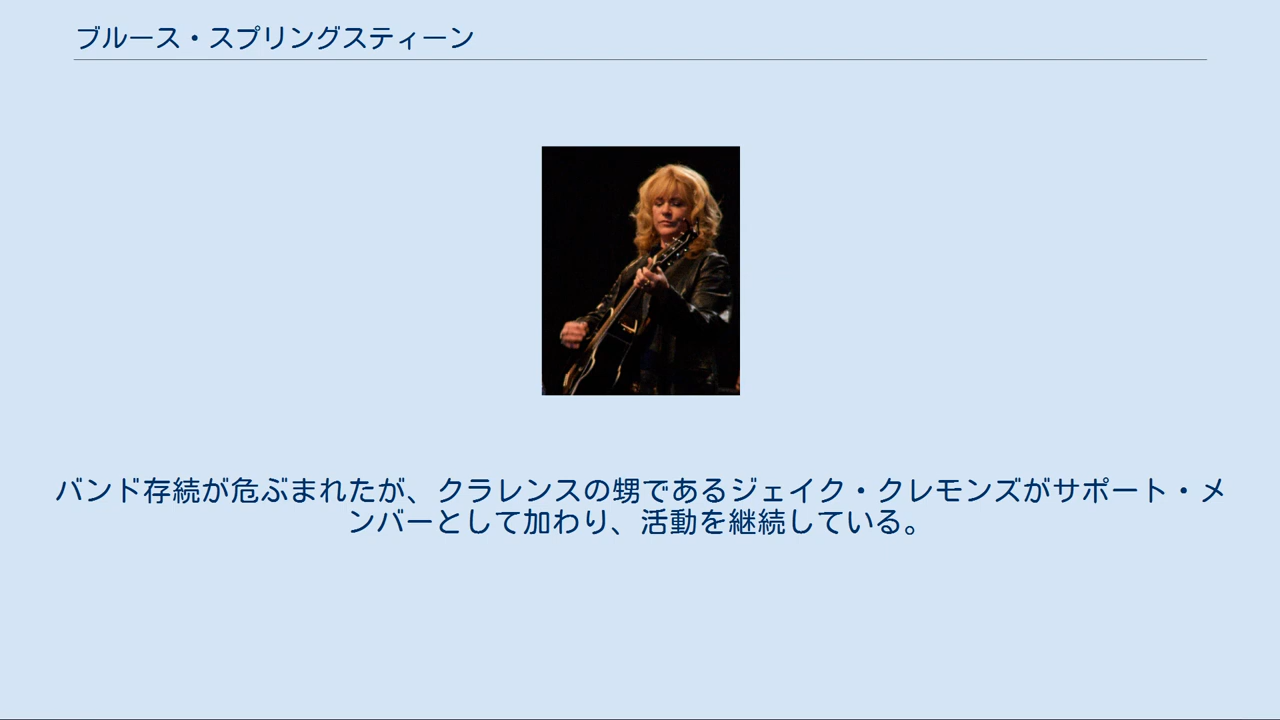 ブルース・スプリングスティーン
バンド存続が危ぶまれたが、クラレンスの甥であるジェイク・クレモンズがサポート・メ
ンバーとして加わり、活動を継続している。